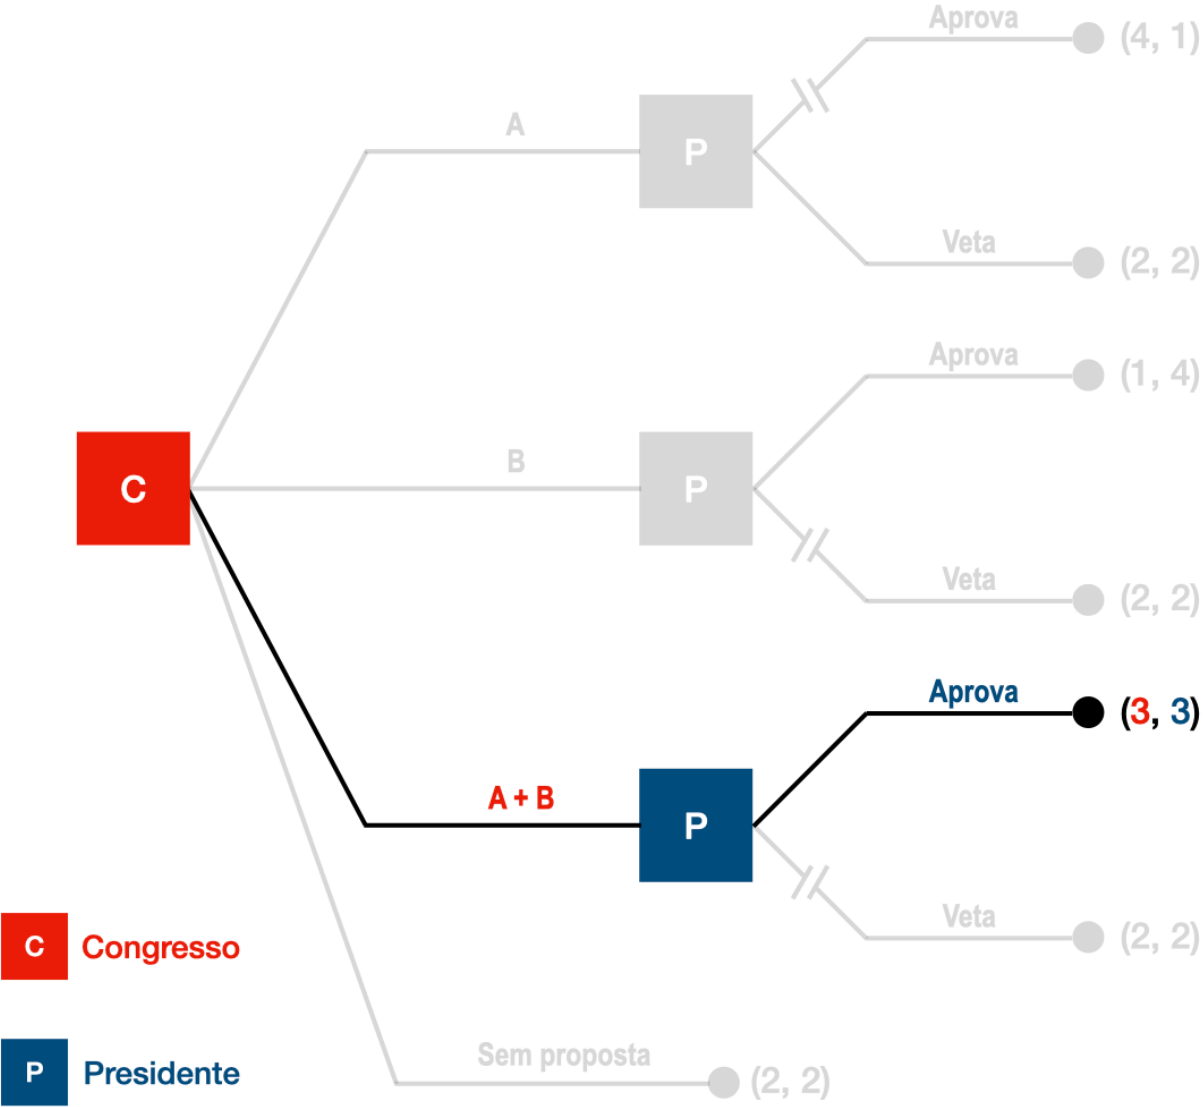 Aprova
(4, 1)
A
P
Veta
(2, 2)
Aprova
(1, 4)
B
C
P
Veta
(2, 2)
Aprova
(3, 3)
A + B
P
Veta
(2, 2)
C Congresso
Sem proposta
(2, 2)
P Presidente